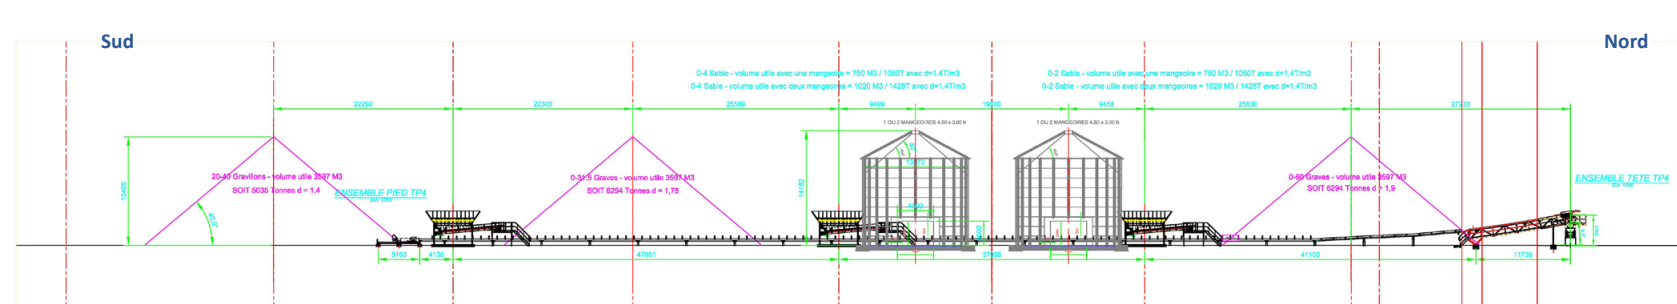 Sud
Nord
0-4 Sable - volume utile avec une mangeoire = 750 M3 / 1050T avec d=1.4T/m3
0-4 Sable - volume utile avec deux mangeoires = 1020 M3 / 1428T avec d=1.4T/m3
0-2 Sable - volume utile avec une mangeoire = 750 M3 / 1050T avec d=1.4T/m3
0-2 Sable - volume utile avec deux mangeoires = 1020 M3 / 1428T avec d=1.4T/m3
22292
22303
25589
9499
19000
9458
25630
27233
1 OU 2 MANGEOIRES 4.50 x 3.00 h
1 OU 2 MANGEOIRES 4.50 x 3.00 h
20-40 Gravillons - volume utile 3597 M3
SOIT 5035 Tonnes d = 1,4
ENSEMBLE PIED TP4
0-31.5 Graves - volume utile 3597 M3
SOIT 6294 Tonnes d = 1,75
0-60 Graves - volume utile 3597 M3
SOIT 6294 Tonnes d = 1,9
ENSEMBLE TETE TP4
13408
14162
5160
4138
47891
41105
11739